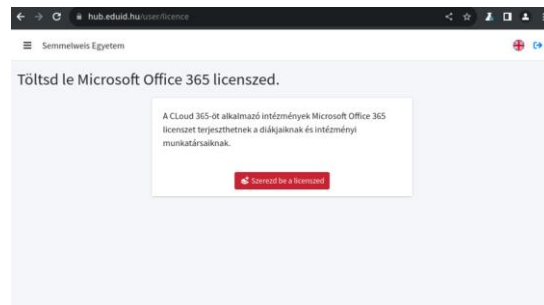 hub.eduid.hu/user/licence
Semmelweis Egyetem
Töltsd le Microsoft Office 365 licenszed.
A CLoud 365-öt alkalmazó intézmények Microsoft Office 365
licenszet terjeszthetnek a diákjaiknak és intézményi
munkatársaiknak.
Szerezd be a licenszed